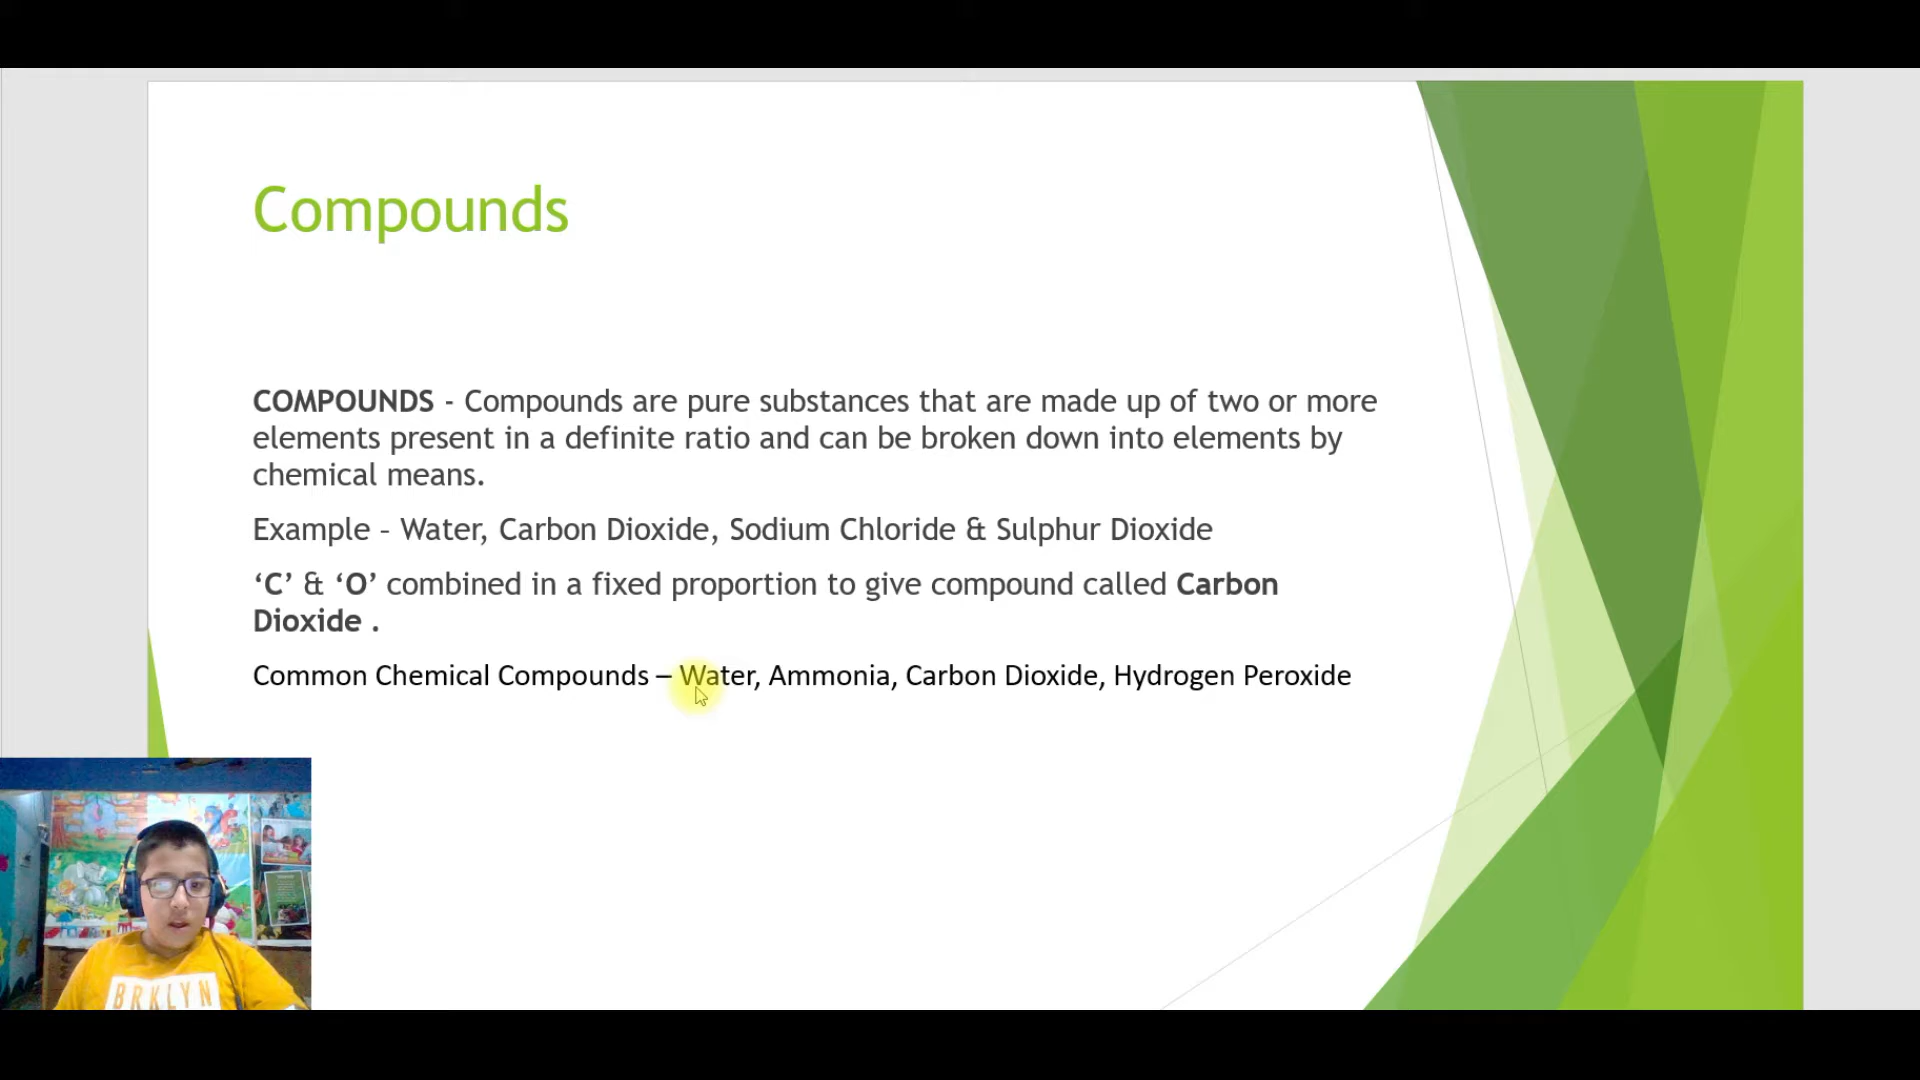 Compounds
COMPOUNDS - Compounds are pure substances that are made up of two or more
elements present in a definite ratio and can be broken down into elements by
chemical means.
Example – Water, Carbon Dioxide, Sodium Chloride & Sulphur Dioxide
‘C’ & ‘O’ combined in a fixed proportion to give compound called Carbon
Dioxide .
Common Chemical Compounds – Water, Ammonia, Carbon Dioxide, Hydrogen Peroxide
BRKLYN